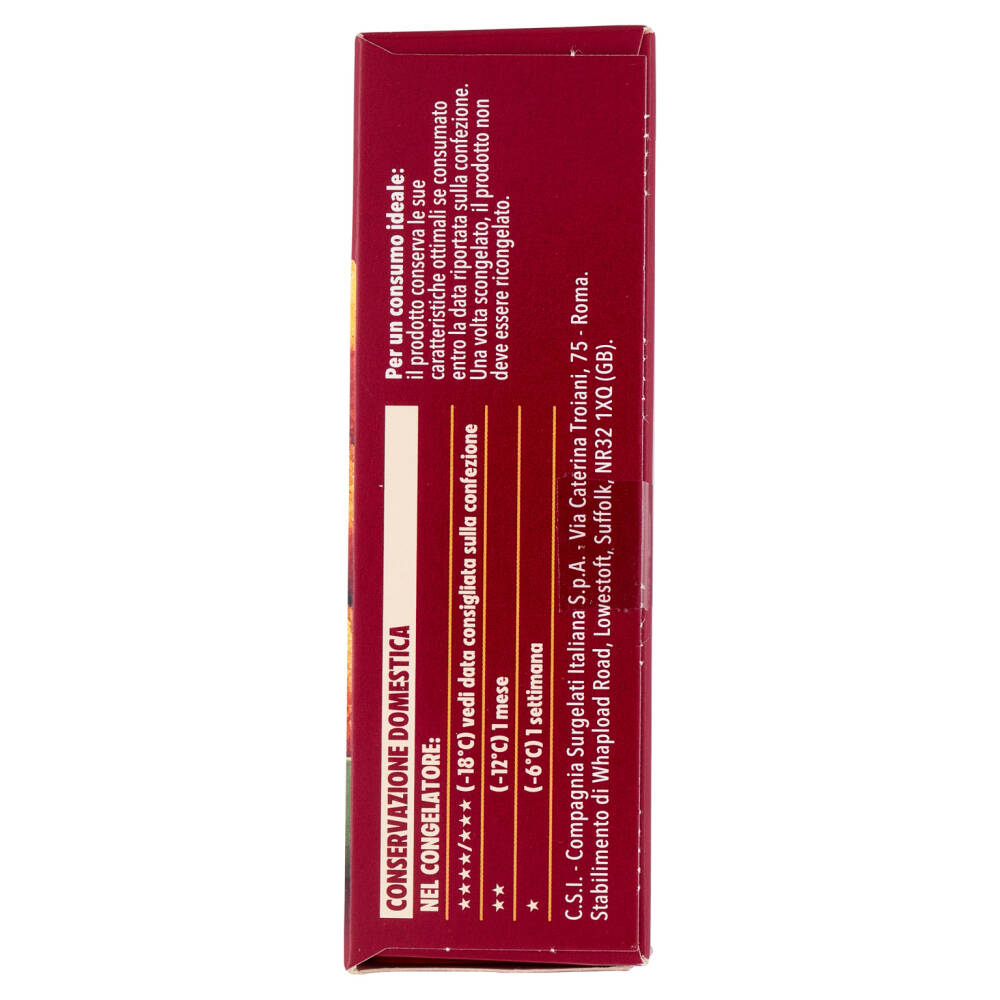 CONSERVAZIONE DOMESTICA
NEL CONGELATORE:
★★★★/★★★ (-18°C) vedi data consigliata sulla confezione
★★ (-12°C) 1 mese
★ (-6°C) 1 settimana
Per un consumo ideale:
il prodotto conserva le sue
caratteristiche ottimali se consumato
entro la data riportata sulla confezione.
Una volta scongelato, il prodotto non
deve essere ricongelato.
C.S.I. - Compagnia Surgelati Italiana S.p.A. - Via Caterina Troiani, 75 - Roma.
Stabilimento di Whapload Road, Lowestoft, Suffolk, NR32 1XQ (GB).